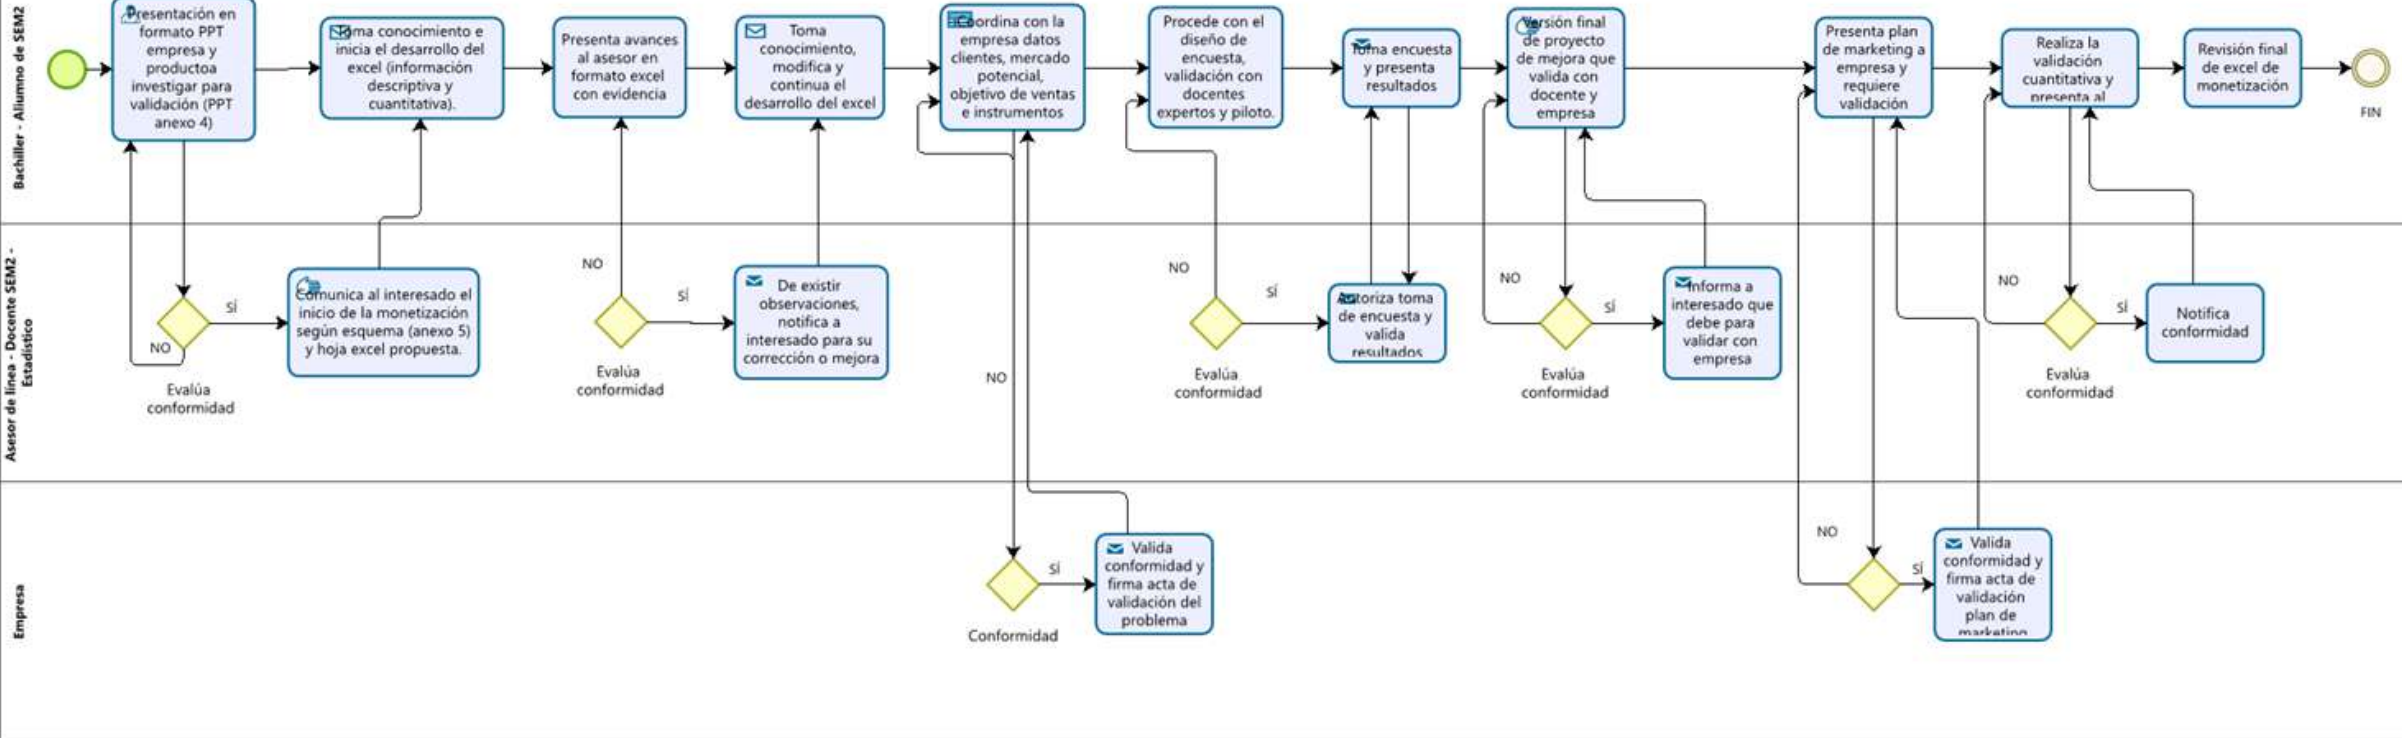 Bachiller - Aliumno de SEM2
Presentación en
formato PPT
empresa y
productoa
investigar para
validación (PPT
anexo 4)
Toma conocimiento e
inicia el desarrollo del
excel (información
descriptiva y
cuantitativa).
Presenta avances
al asesor en
formato excel
con evidencia
Toma
conocimiento,
modifica y
continua el
desarrollo del excel
Coordina con la
empresa datos
clientes, mercado
potencial,
objetivo de ventas
e instrumentos
Procede con el
diseño de
encuesta,
validación con
docentes
expertos y piloto.
Toma encuesta
y presenta
resultados
Versión final
de proyecto
de mejora que
valida con
docente y
empresa
Presenta plan
de marketing a
empresa y
requiere
validación
Realiza la
validación
cuantitativa y
presenta al
Revisión final
de excel de
monetización
FIN
Asesor de línea - Docente SEM2 -
Estadístico
NO
SÍ
Evalúa
conformidad
Comunica al interesado el
inicio de la monetización
según esquema (anexo 5)
y hoja excel propuesta.
NO
SÍ
Evalúa
conformidad
De existir
observaciones,
notifica a
interesado para su
corrección o mejora
NO
NO
SÍ
Evalúa
conformidad
Autoriza toma
de encuesta y
valida
resultados
NO
SÍ
Evalúa
conformidad
Informa a
interesado que
debe para
validar con
empresa
NO
SÍ
Evalúa
conformidad
Notifica
conformidad
Empresa
SÍ
Conformidad
Valida
conformidad y
firma acta de
validación del
problema
NO
SÍ
Valida
conformidad y
firma acta de
validación
plan de
marketing